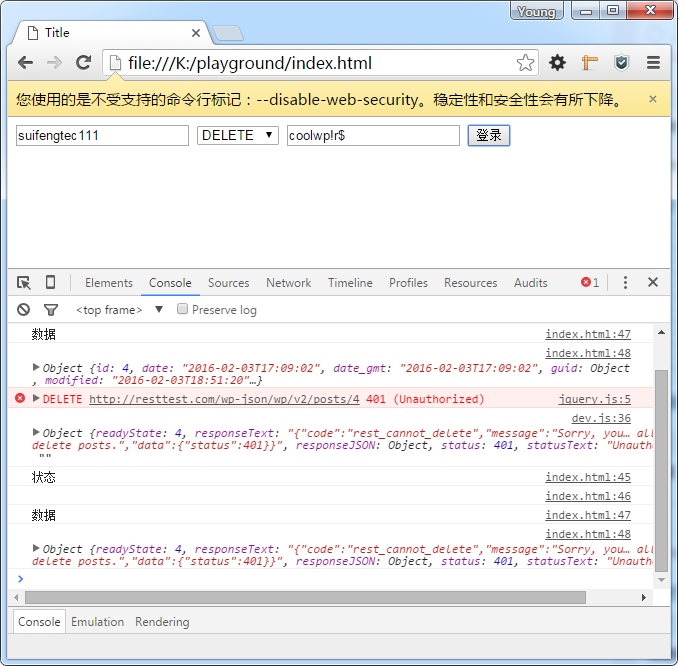 Young
Title
file:///K:/playground/index.html
您使用的是不受支持的命令行标记：--disable-web-security。稳定性和安全性会有所下降。
suifengtec111 DELETE coolwp!r$ 登录
Elements Console Sources Network Timeline Profiles Resources Audits 1
<top frame> Preserve log
数据 index.html:47
index.html:48
Object {id: 4, date: "2016-02-03T17:09:02", date_gmt: "2016-02-03T17:09:02", guid: Object
, modified: "2016-02-03T18:51:20"…}
DELETE http://resttest.com/wp-json/wp/v2/posts/4 401 (Unauthorized) jquery.js:5
dev.js:36
Object {readyState: 4, responseText: "{"code":"rest_cannot_delete","message":"Sorry, you… all
delete posts.","data":{"status":401}}", responseJSON: Object, status: 401, statusText: "Unauth
""
状态 index.html:45
index.html:46
数据 index.html:47
index.html:48
Object {readyState: 4, responseText: "{"code":"rest_cannot_delete","message":"Sorry, you… all
delete posts.","data":{"status":401}}", responseJSON: Object, status: 401, statusText: "Unauth
Console Emulation Rendering